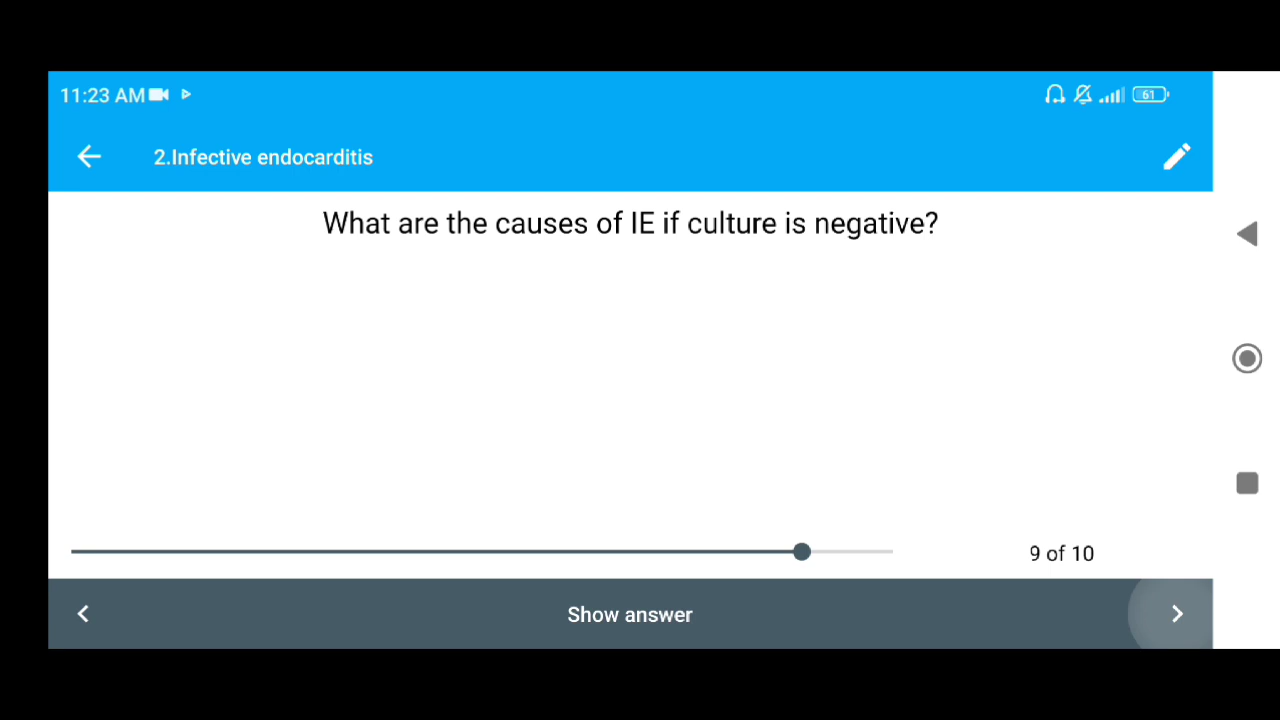 11:23 AM
61
2.Infective endocarditis
What are the causes of IE if culture is negative?
9 of 10
Show answer